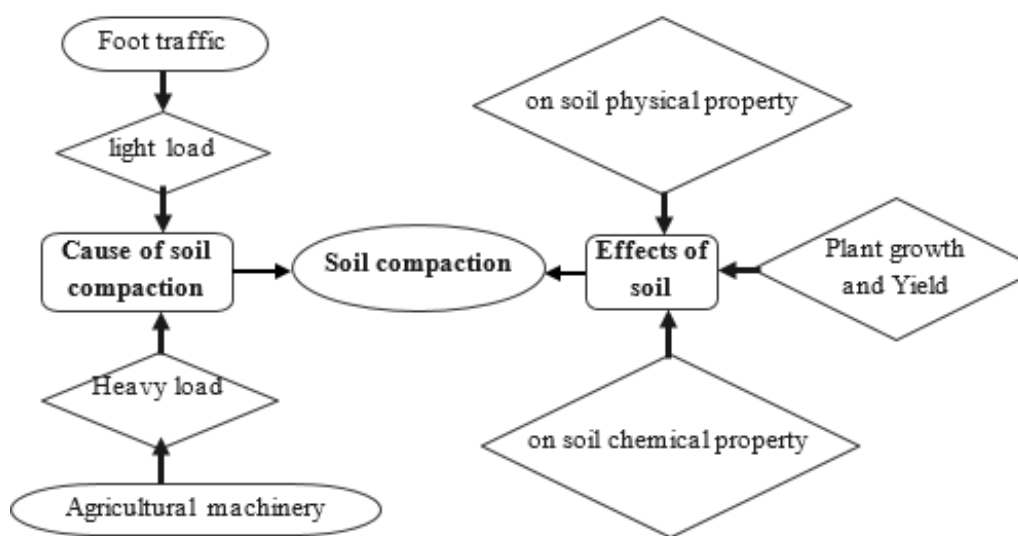 Foot traffic
light load
Cause of soil
compaction
Heavy load
Agricultural machinery
Soil compaction
on soil physical property
Effects of
soil
Plant growth
and Yield
on soil chemical property